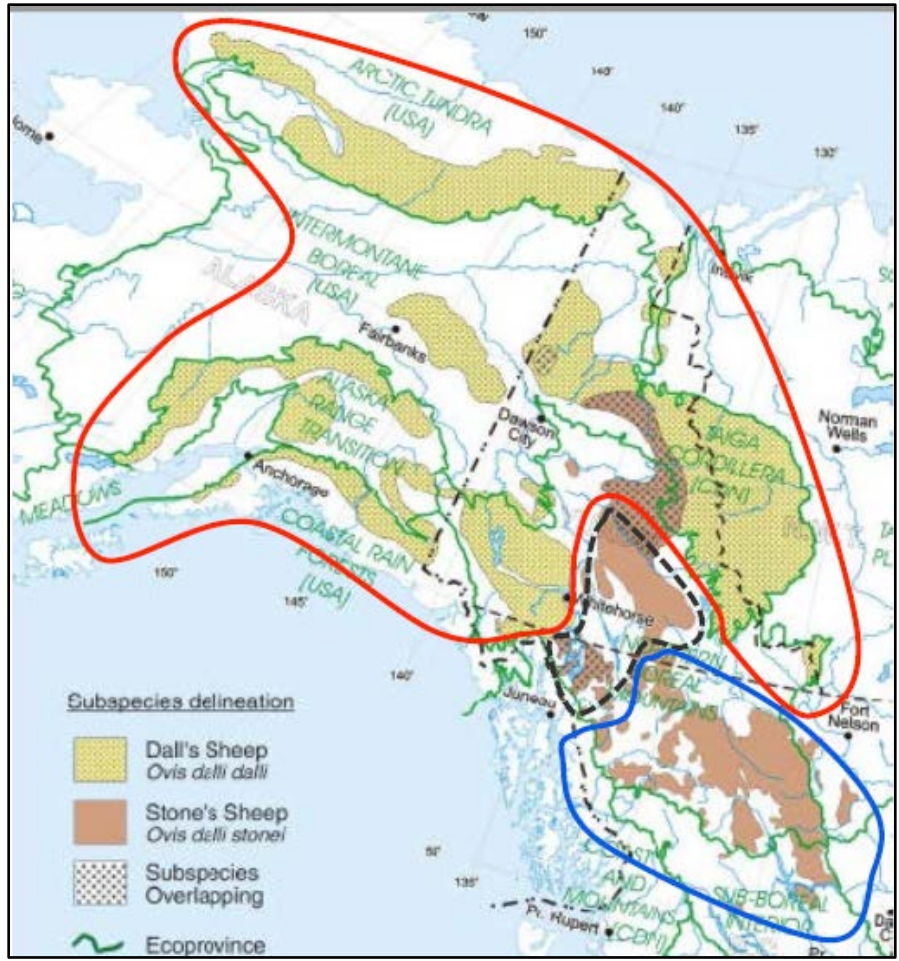 150°
140°
ARCTIC TUNDRA
(USA)
140°
135°
130°
Nome
INTERMONTANE
BOREAL
(USA)
ALASKA
Inuvik
Fairbanks
ALASKA
RANGE
TRANSITION
Dawson
City
TAIGA
CORDILLERA
(CDN)
Norman
Wells
N.W.T.
MEADOWS
Anchorage
COASTAL RAIN
FORESTS
(USA)
150°
145°
Whitehorse
140°
BOREAL
MOUNTAINS
Juneau
Fort
Nelson
Subspecies delineation
Dall's Sheep
Ovis dalli dalli
Stone's Sheep
Ovis dalli stonei
Subspecies
Overlapping
Ecoprovince
135°
COAST
AND
MOUNTAINS
(CDN)
Pr. Rupert
SUB-BOREAL
INTERIOR